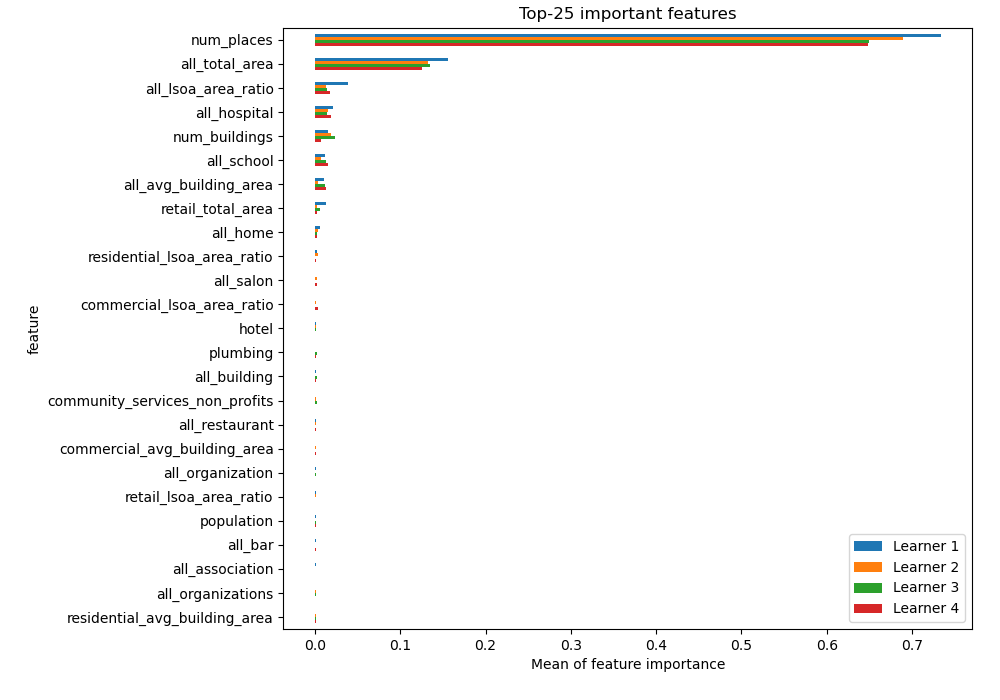 Top-25 important features
num_places
all_total_area
all_lsoa_area_ratio
all_hospital
num_buildings
all_school
all_avg_building_area
retail_total_area
all_home
residential_lsoa_area_ratio
all_salon
commercial_lsoa_area_ratio
hotel
plumbing
all_building
community_services_non_profits
all_restaurant
commercial_avg_building_area
all_organization
retail_lsoa_area_ratio
population
all_bar
all_association
all_organizations
residential_avg_building_area
feature
0.0 0.1 0.2 0.3 0.4 0.5 0.6 0.7
Mean of feature importance
Learner 1
Learner 2
Learner 3
Learner 4